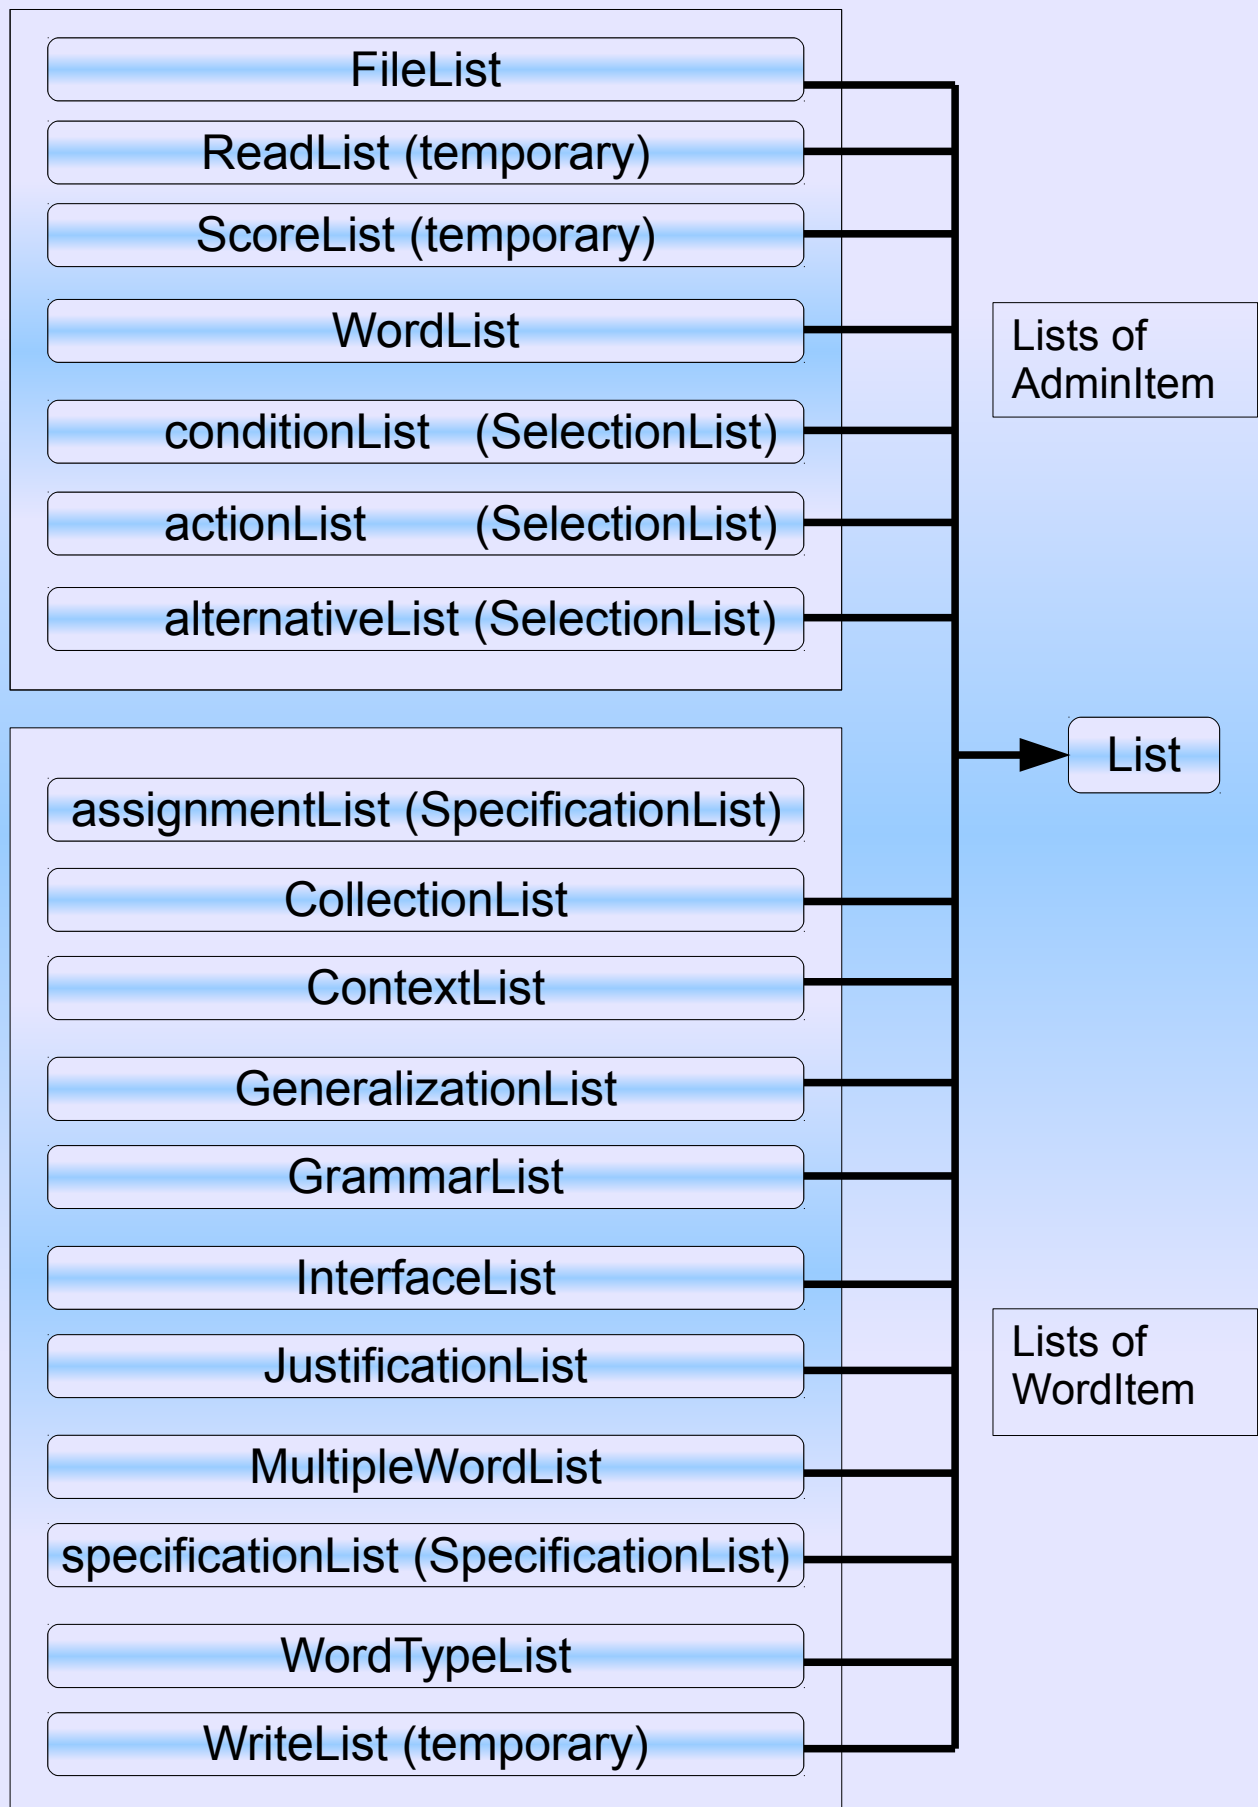 FileList
ReadList (temporary)
ScoreList (temporary)
WordList
conditionList (SelectionList)
actionList (SelectionList)
alternativeList (SelectionList)
Lists of
AdminItem
List
assignmentList (SpecificationList)
CollectionList
ContextList
GeneralizationList
GrammarList
InterfaceList
JustificationList
MultipleWordList
specificationList (SpecificationList)
WordTypeList
WriteList (temporary)
Lists of
WordItem